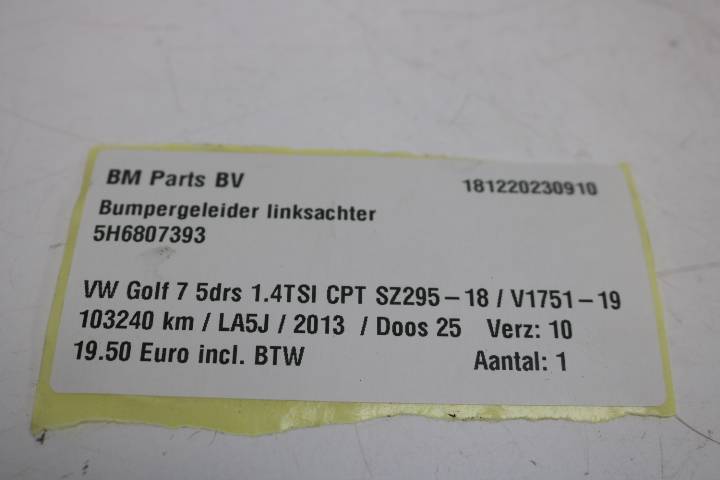 BM Parts BV 181220230910
Bumpergeleider linksachter
5H6807393
VW Golf 7 5drs 1.4TSI CPT SZ295-18 / V1751-19
103240 km / LA5J / 2013 / Doos 25 Verz: 10
19.50 Euro incl. BTW Aantal: 1